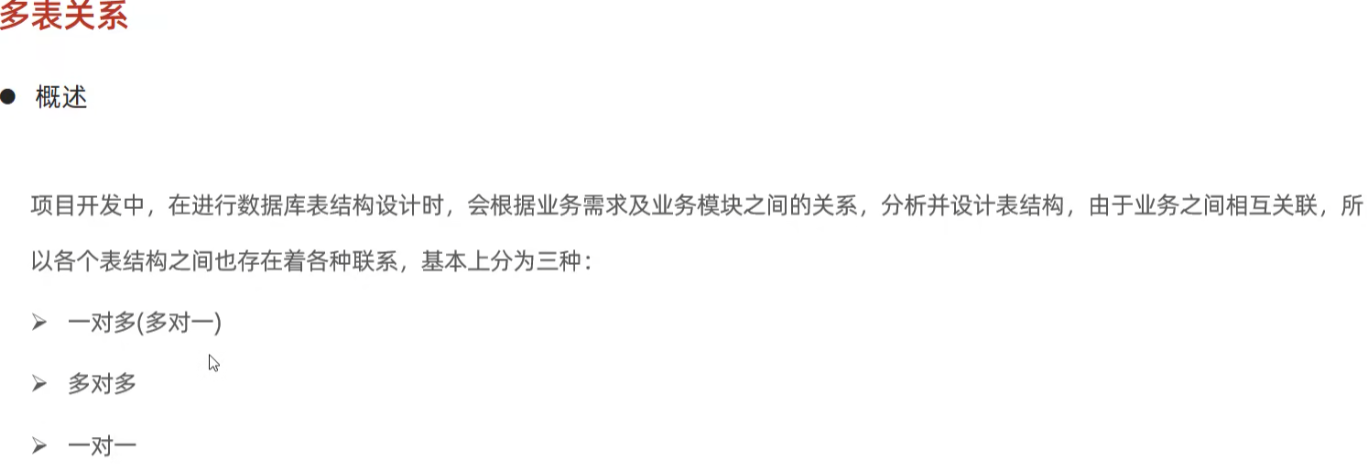 多表关系
● 概述
项目开发中，在进行数据库表结构设计时，会根据业务需求及业务模块之间的关系，分析并设计表结构，由于业务之间相互关联，所
以各个表结构之间也存在着各种联系，基本上分为三种：
➢ 一对多(多对一)
➢ 多对多
➢ 一对一